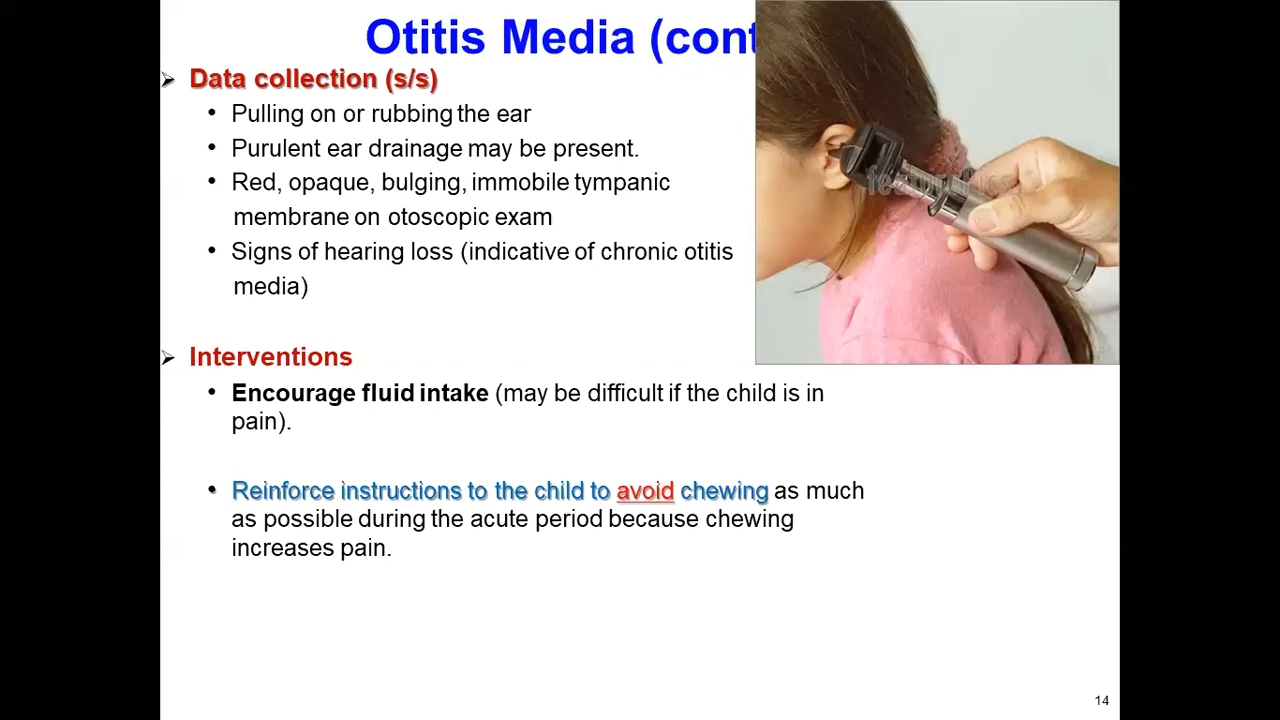 Otitis Media (cont
➢ Data collection (s/s)
• Pulling on or rubbing the ear
• Purulent ear drainage may be present.
• Red, opaque, bulging, immobile tympanic
membrane on otoscopic exam
• Signs of hearing loss (indicative of chronic otitis
media)
➢ Interventions
• Encourage fluid intake (may be difficult if the child is in
pain).
• Reinforce instructions to the child to avoid chewing as much
as possible during the acute period because chewing
increases pain.
14